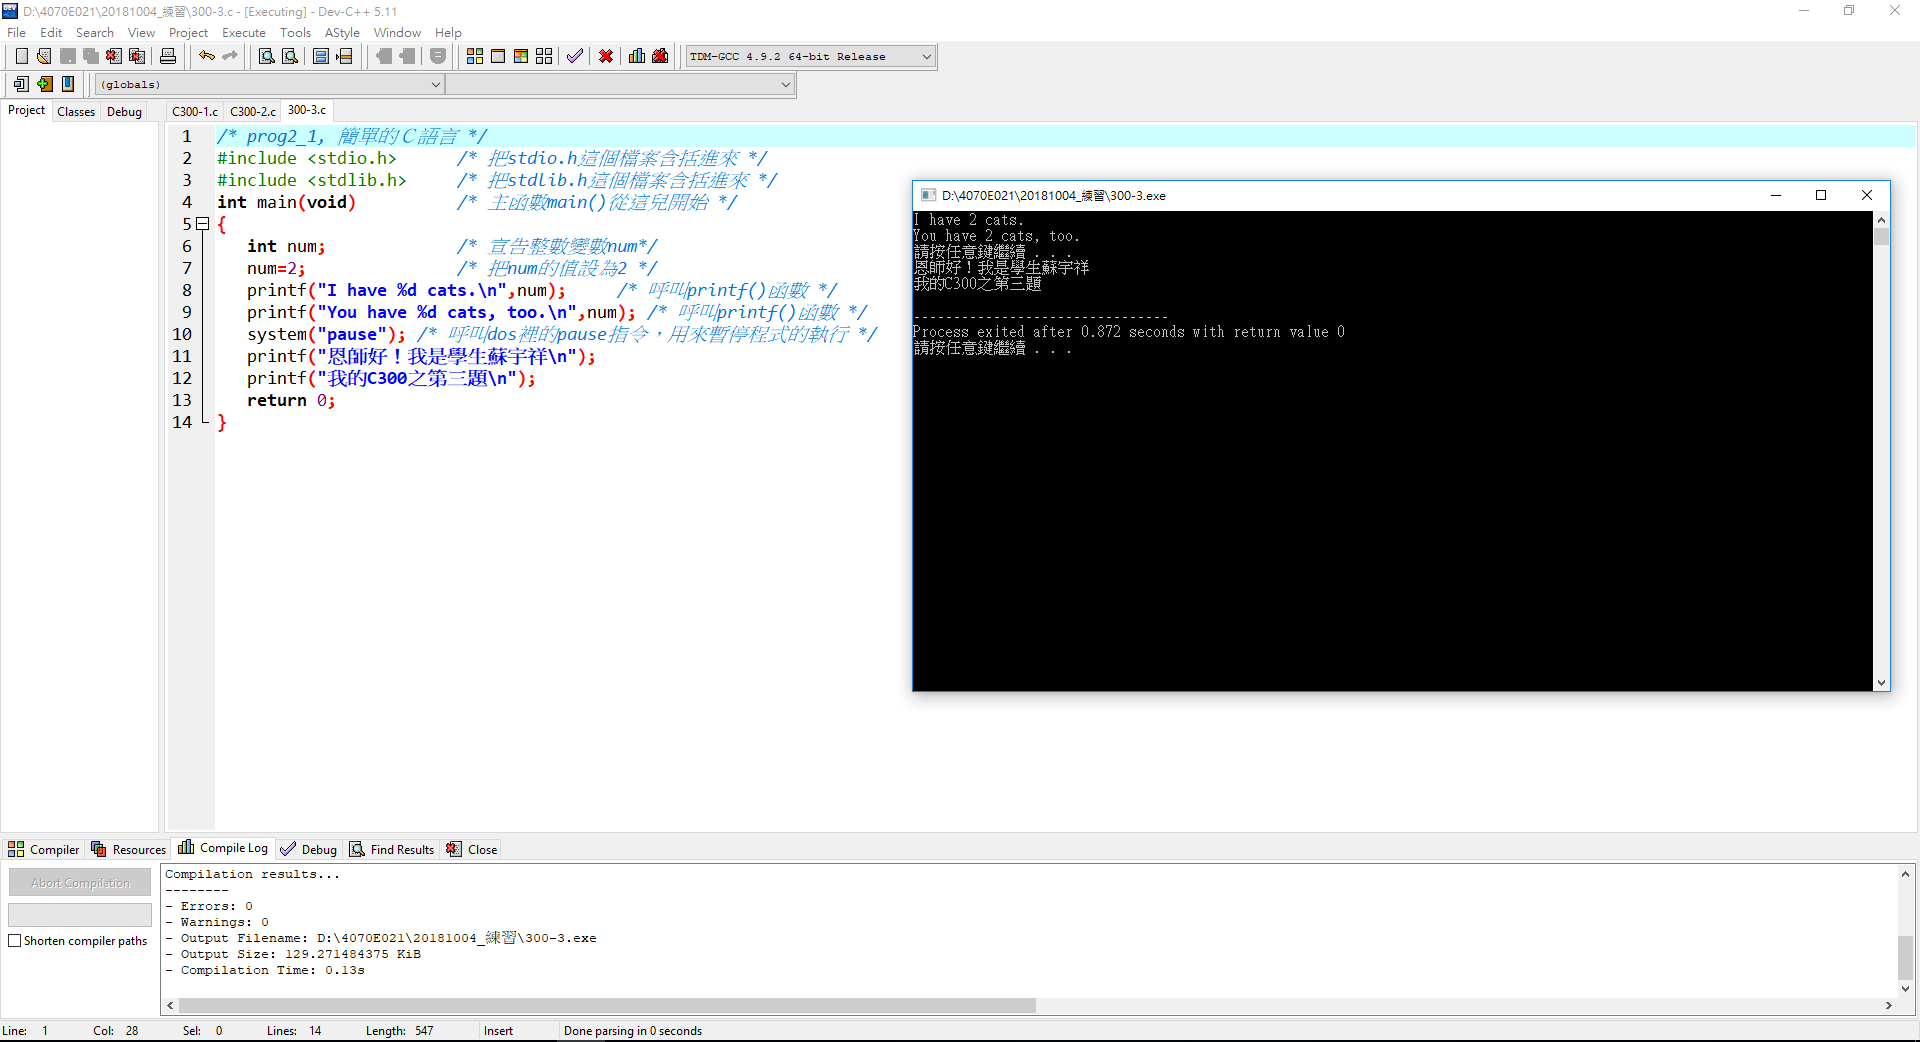 D:\4070E021\20181004_練習\300-3.c - [Executing] - Dev-C++ 5.11
File Edit Search View Project Execute Tools AStyle Window Help
TDM-GCC 4.9.2 64-bit Release
(globals)
Project Classes Debug C300-1.c C300-2.c 300-3.c
1 /* prog2_1, 簡單的Ｃ語言 */
2 #include <stdio.h> /* 把stdio.h這個檔案含括進來 */
3 #include <stdlib.h> /* 把stdlib.h這個檔案含括進來 */
4 int main(void) /* 主函數main()從這兒開始 */
5 {
6 int num; /* 宣告整數變數num*/
7 num=2; /* 把num的值設為2 */
8 printf("I have %d cats.\n",num); /* 呼叫printf()函數 */
9 printf("You have %d cats, too.\n",num); /* 呼叫printf()函數 */
10 system("pause"); /* 呼叫dos裡的pause指令，用來暫停程式的執行 */
11 printf("恩師好！我是學生蘇宇祥\n");
12 printf("我的C300之第三題\n");
13 return 0;
14 }
D:\4070E021\20181004_練習\300-3.exe
I have 2 cats.
You have 2 cats, too.
請按任意鍵繼續 . . .
恩師好！我是學生蘇宇祥
我的C300之第三題
--------------------------------
Process exited after 0.872 seconds with return value 0
請按任意鍵繼續 . . .
Compiler Resources Compile Log Debug Find Results Close
Abort Compilation
Shorten compiler paths
Compilation results...
--------
- Errors: 0
- Warnings: 0
- Output Filename: D:\4070E021\20181004_練習\300-3.exe
- Output Size: 129.271484375 KiB
- Compilation Time: 0.13s
Line: 1 Col: 28 Sel: 0 Lines: 14 Length: 547 Insert Done parsing in 0 seconds